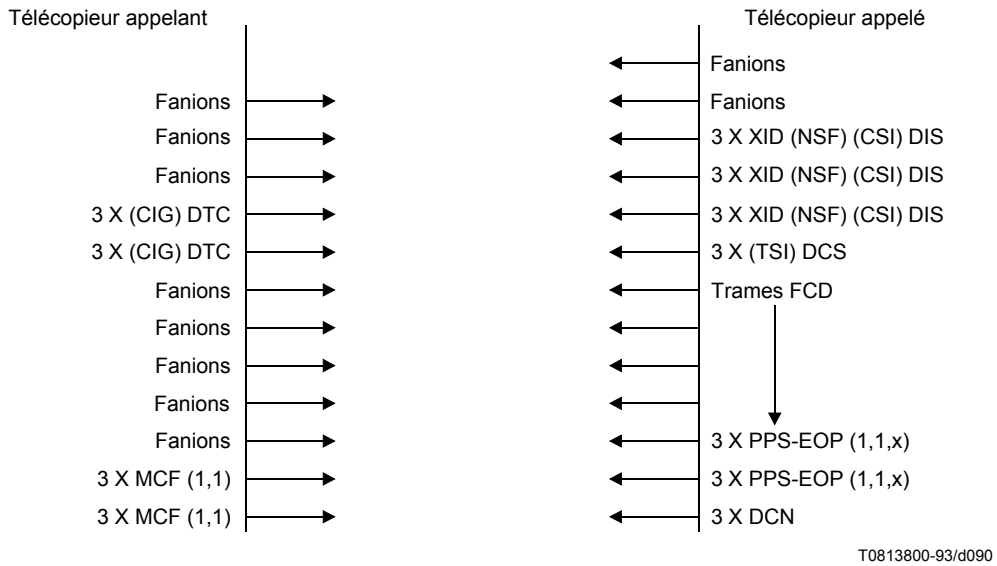 Télécopieur appelant Télécopieur appelé
Fanions
Fanions Fanions
Fanions 3 X XID (NSF) (CSI) DIS
Fanions 3 X XID (NSF) (CSI) DIS
3 X (CIG) DTC 3 X XID (NSF) (CSI) DIS
3 X (CIG) DTC 3 X (TSI) DCS
Fanions Trames FCD
Fanions
Fanions
Fanions
Fanions 3 X PPS-EOP (1,1,x)
3 X MCF (1,1) 3 X PPS-EOP (1,1,x)
3 X MCF (1,1) 3 X DCN
T0813800-93/d090